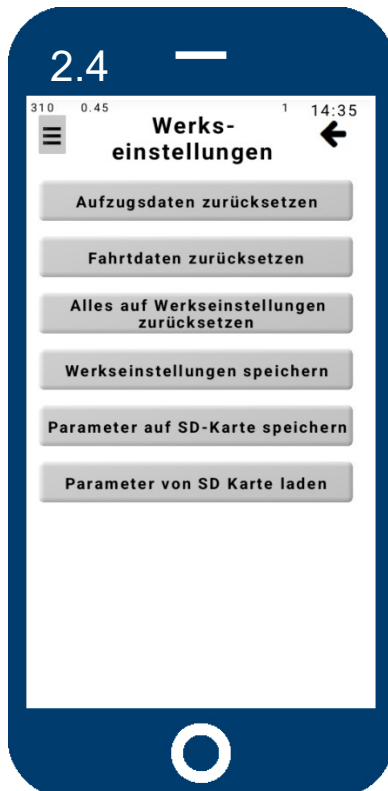 2.4
310 0.45 1 14:35
Werks-
einstellungen
Aufzugsdaten zurücksetzen
Fahrtdaten zurücksetzen
Alles auf Werkseinstellungen
zurücksetzen
Werkseinstellungen speichern
Parameter auf SD-Karte speichern
Parameter von SD Karte laden